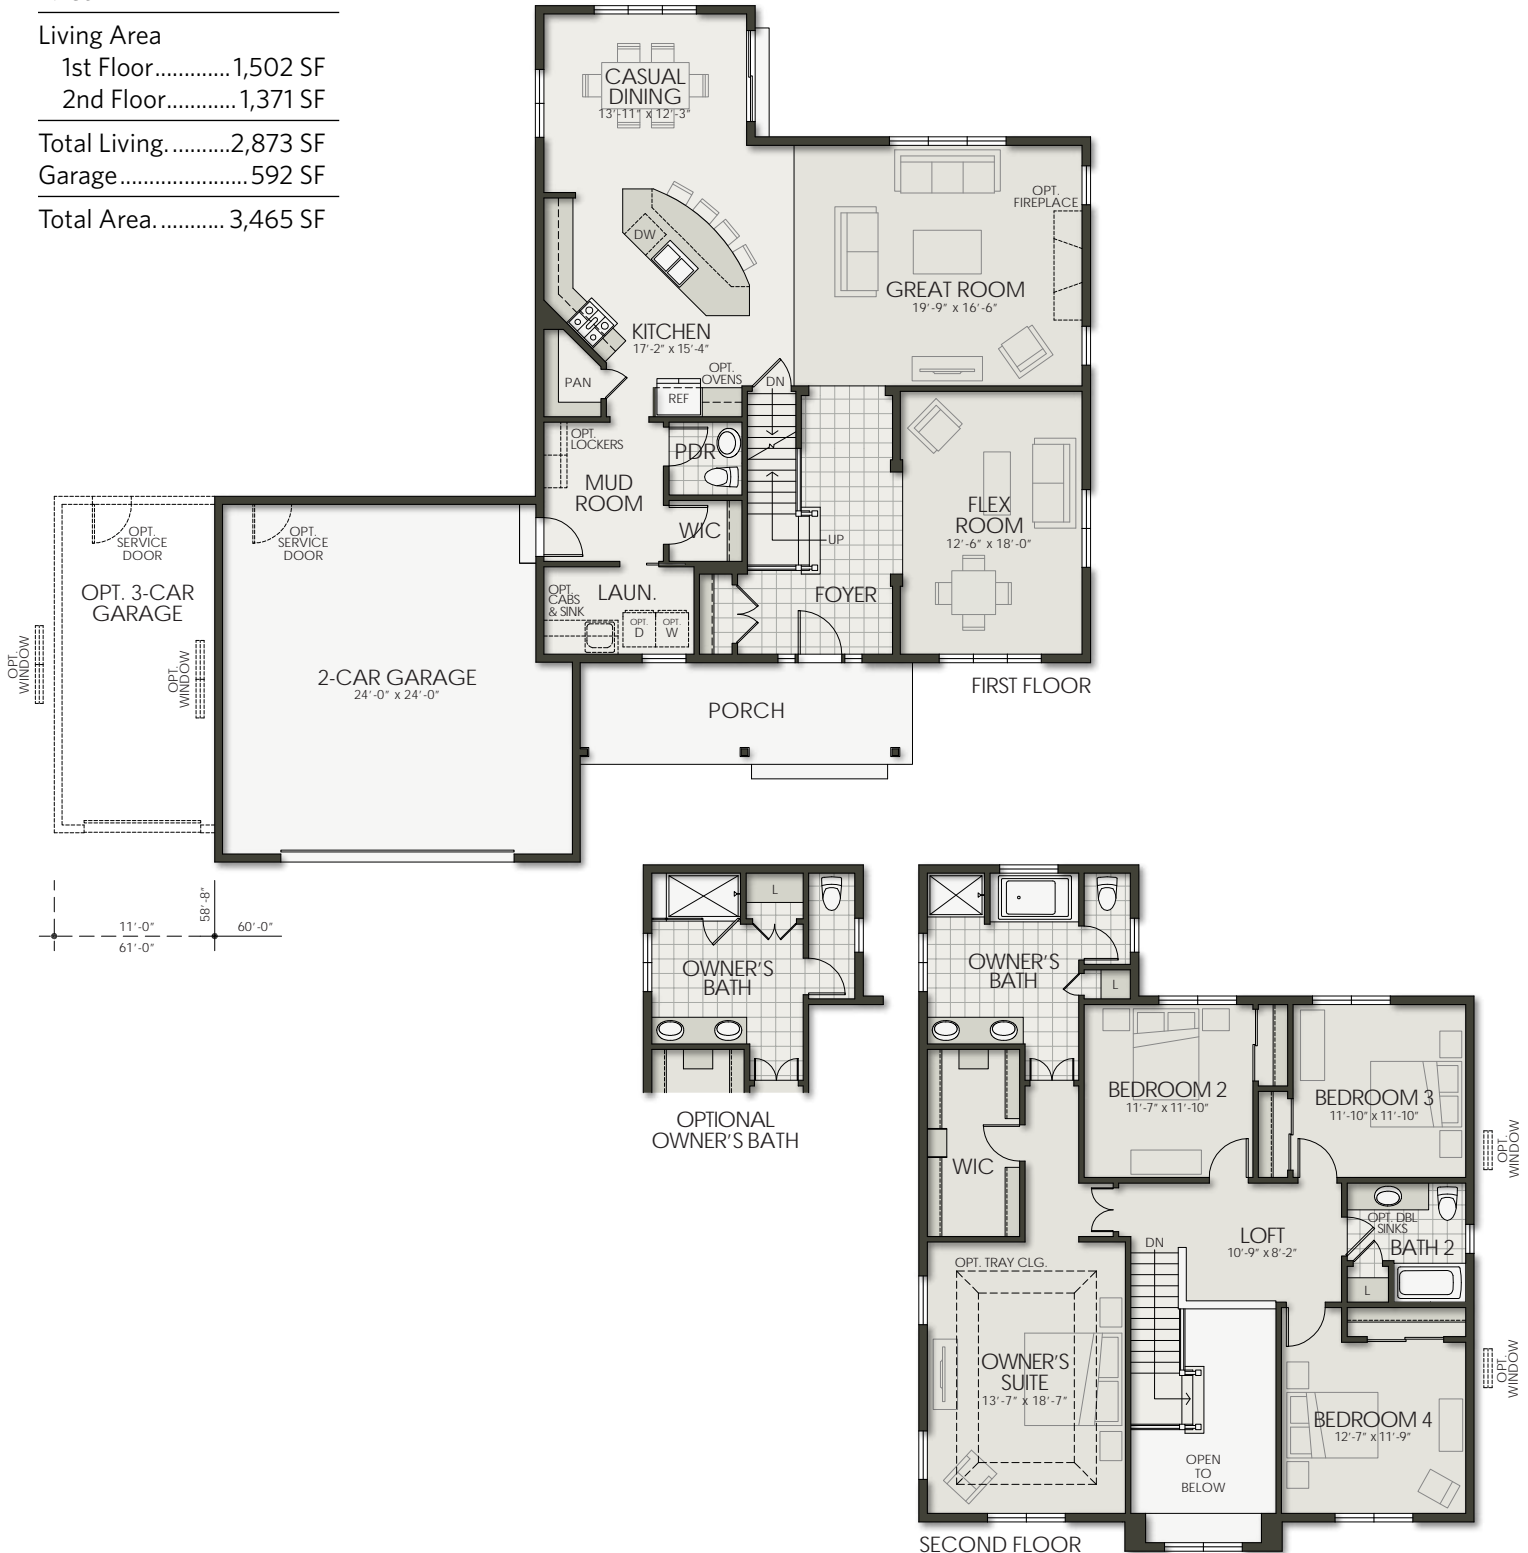 Living Area
1st Floor.............1,502 SF
2nd Floor............1,371 SF
Total Living. ..........2,873 SF
Garage......................592 SF
Total Area. ........... 3,465 SF
CASUAL
DINING
13'-11" x 12'-3"
OPT.
FIREPLACE
DW
GREAT ROOM
19'-9" x 16'-6"
KITCHEN
17'-2" x 15'-4"
PAN
OPT.
OVENS
REF
DN
OPT.
LOCKERS
PDR
MUD
ROOM
WIC
UP
FLEX
ROOM
12'-6" x 18'-0"
OPT.
SERVICE
DOOR
OPT.
SERVICE
DOOR
OPT. 3-CAR
GARAGE
OPT.
WINDOW
OPT.
WINDOW
OPT.
CABS
& SINK
LAUN.
OPT.
D
OPT.
W
FOYER
2-CAR GARAGE
24'-0" x 24'-0"
FIRST FLOOR
PORCH
58'-8"
11'-0"
60'-0"
61'-0"
L
OWNER'S
BATH
OPTIONAL
OWNER'S BATH
OWNER'S
BATH
L
BEDROOM 2
11'-7" x 11'-10"
BEDROOM 3
11'-10" x 11'-10"
OPT.
WINDOW
WIC
LOFT
10'-9" x 8'-2"
OPT. DBL
SINKS
BATH 2
L
DN
OPT. TRAY CLG.
OWNER'S
SUITE
13'-7" x 18'-7"
OPT.
WINDOW
BEDROOM 4
12'-7" x 11'-9"
OPEN
TO
BELOW
SECOND FLOOR